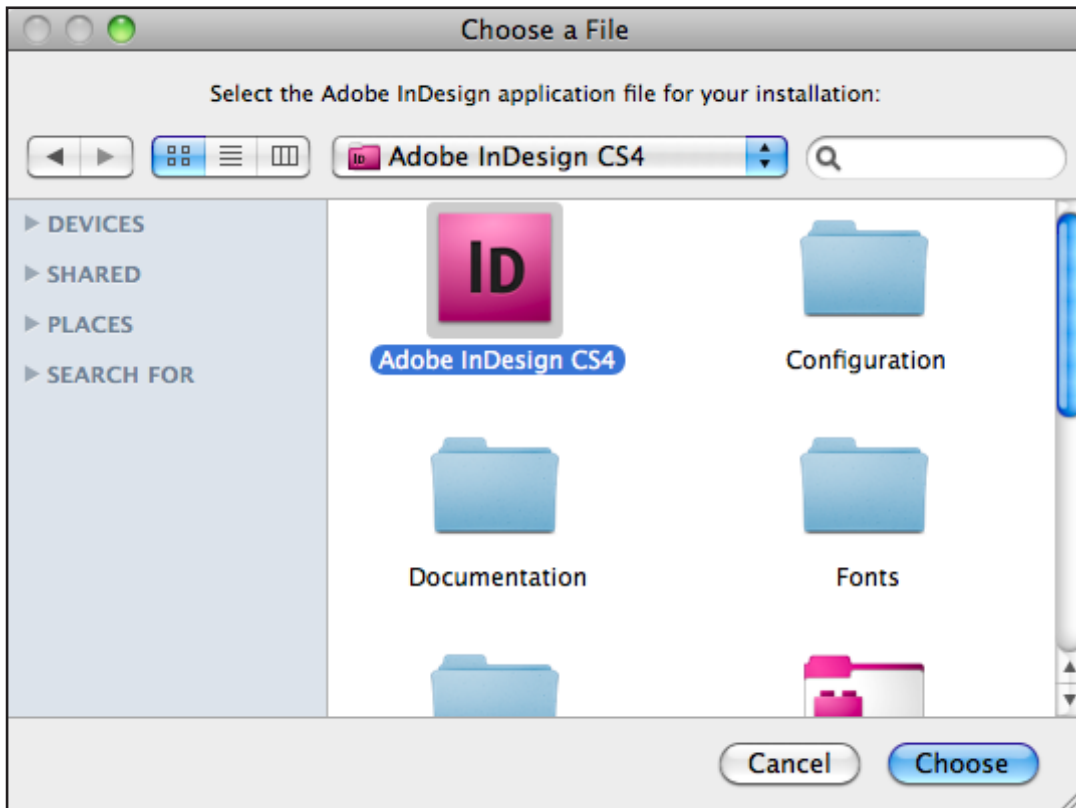 Choose a File
Select the Adobe InDesign application file for your installation:
Adobe InDesign CS4
DEVICES
SHARED
PLACES
SEARCH FOR
ID
Adobe InDesign CS4
Configuration
Documentation
Fonts
Cancel
Choose